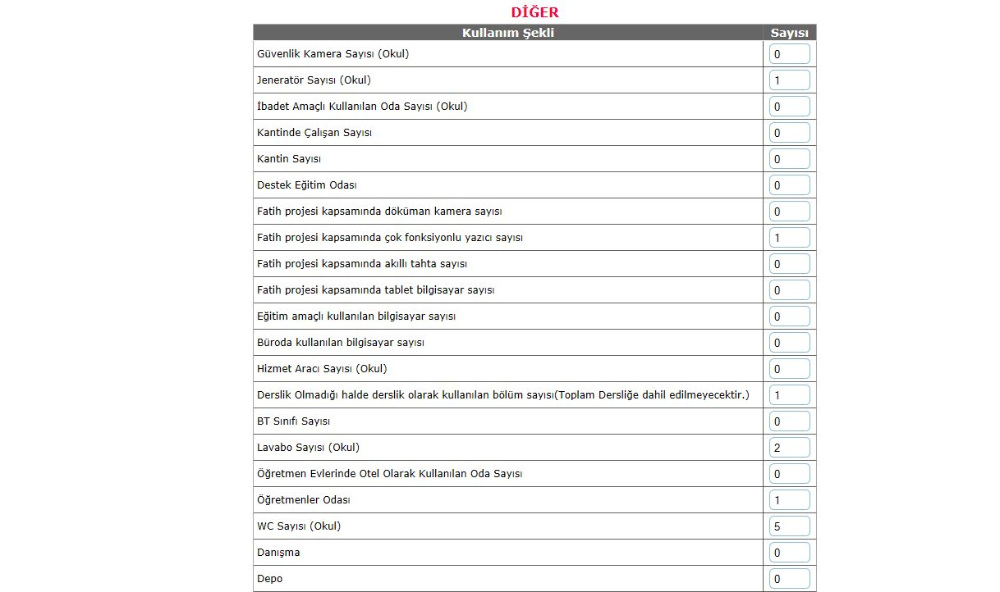 DİĞER
Kullanım Şekli Sayısı
Güvenlik Kamera Sayısı (Okul) 0
Jeneratör Sayısı (Okul) 1
İbadet Amaçlı Kullanılan Oda Sayısı (Okul) 0
Kantinde Çalışan Sayısı 0
Kantin Sayısı 0
Destek Eğitim Odası 0
Fatih projesi kapsamında döküman kamera sayısı 0
Fatih projesi kapsamında çok fonksiyonlu yazıcı sayısı 1
Fatih projesi kapsamında akıllı tahta sayısı 0
Fatih projesi kapsamında tablet bilgisayar sayısı 0
Eğitim amaçlı kullanılan bilgisayar sayısı 0
Büroda kullanılan bilgisayar sayısı 0
Hizmet Aracı Sayısı (Okul) 0
Derslik Olmadığı halde derslik olarak kullanılan bölüm sayısı(Toplam Dersliğe dahil edilmeyecektir.) 1
BT Sınıfı Sayısı 0
Lavabo Sayısı (Okul) 2
Öğretmen Evlerinde Otel Olarak Kullanılan Oda Sayısı 0
Öğretmenler Odası 1
WC Sayısı (Okul) 5
Danışma 0
Depo 0